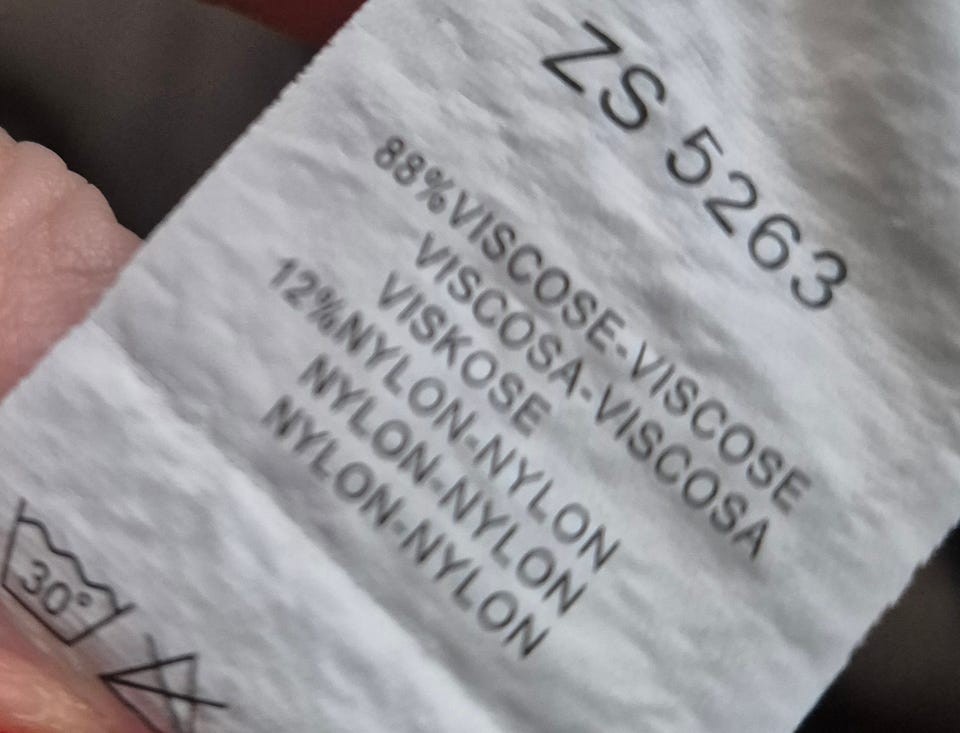 ZS 5263
88%VISCOSE-VISCOSE
VISCOSA-VISCOSA
VISKOSE
12%NYLON-NYLON
NYLON-NYLON
NYLON-NYLON
30°